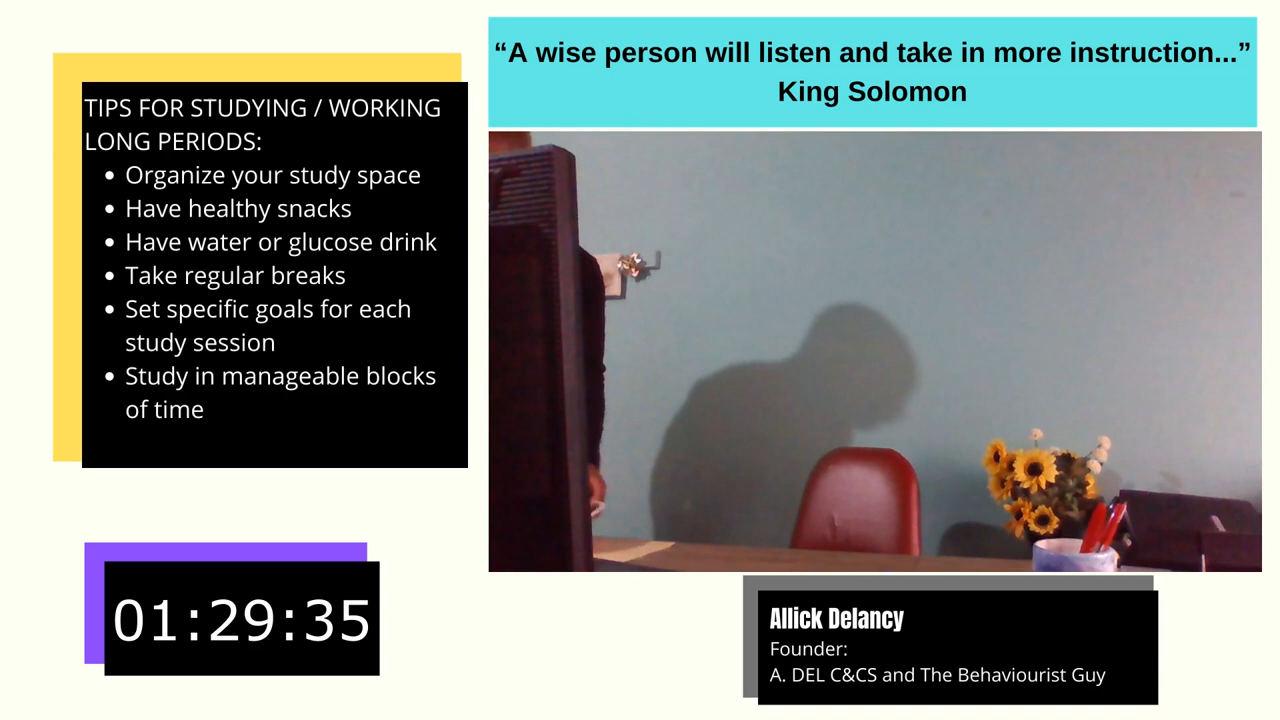 “A wise person will listen and take in more instruction...”
King Solomon
TIPS FOR STUDYING / WORKING
LONG PERIODS:
• Organize your study space
• Have healthy snacks
• Have water or glucose drink
• Take regular breaks
• Set specific goals for each
study session
• Study in manageable blocks
of time
01:29:35
Allick Delancy
Founder:
A. DEL C&CS and The Behaviourist Guy